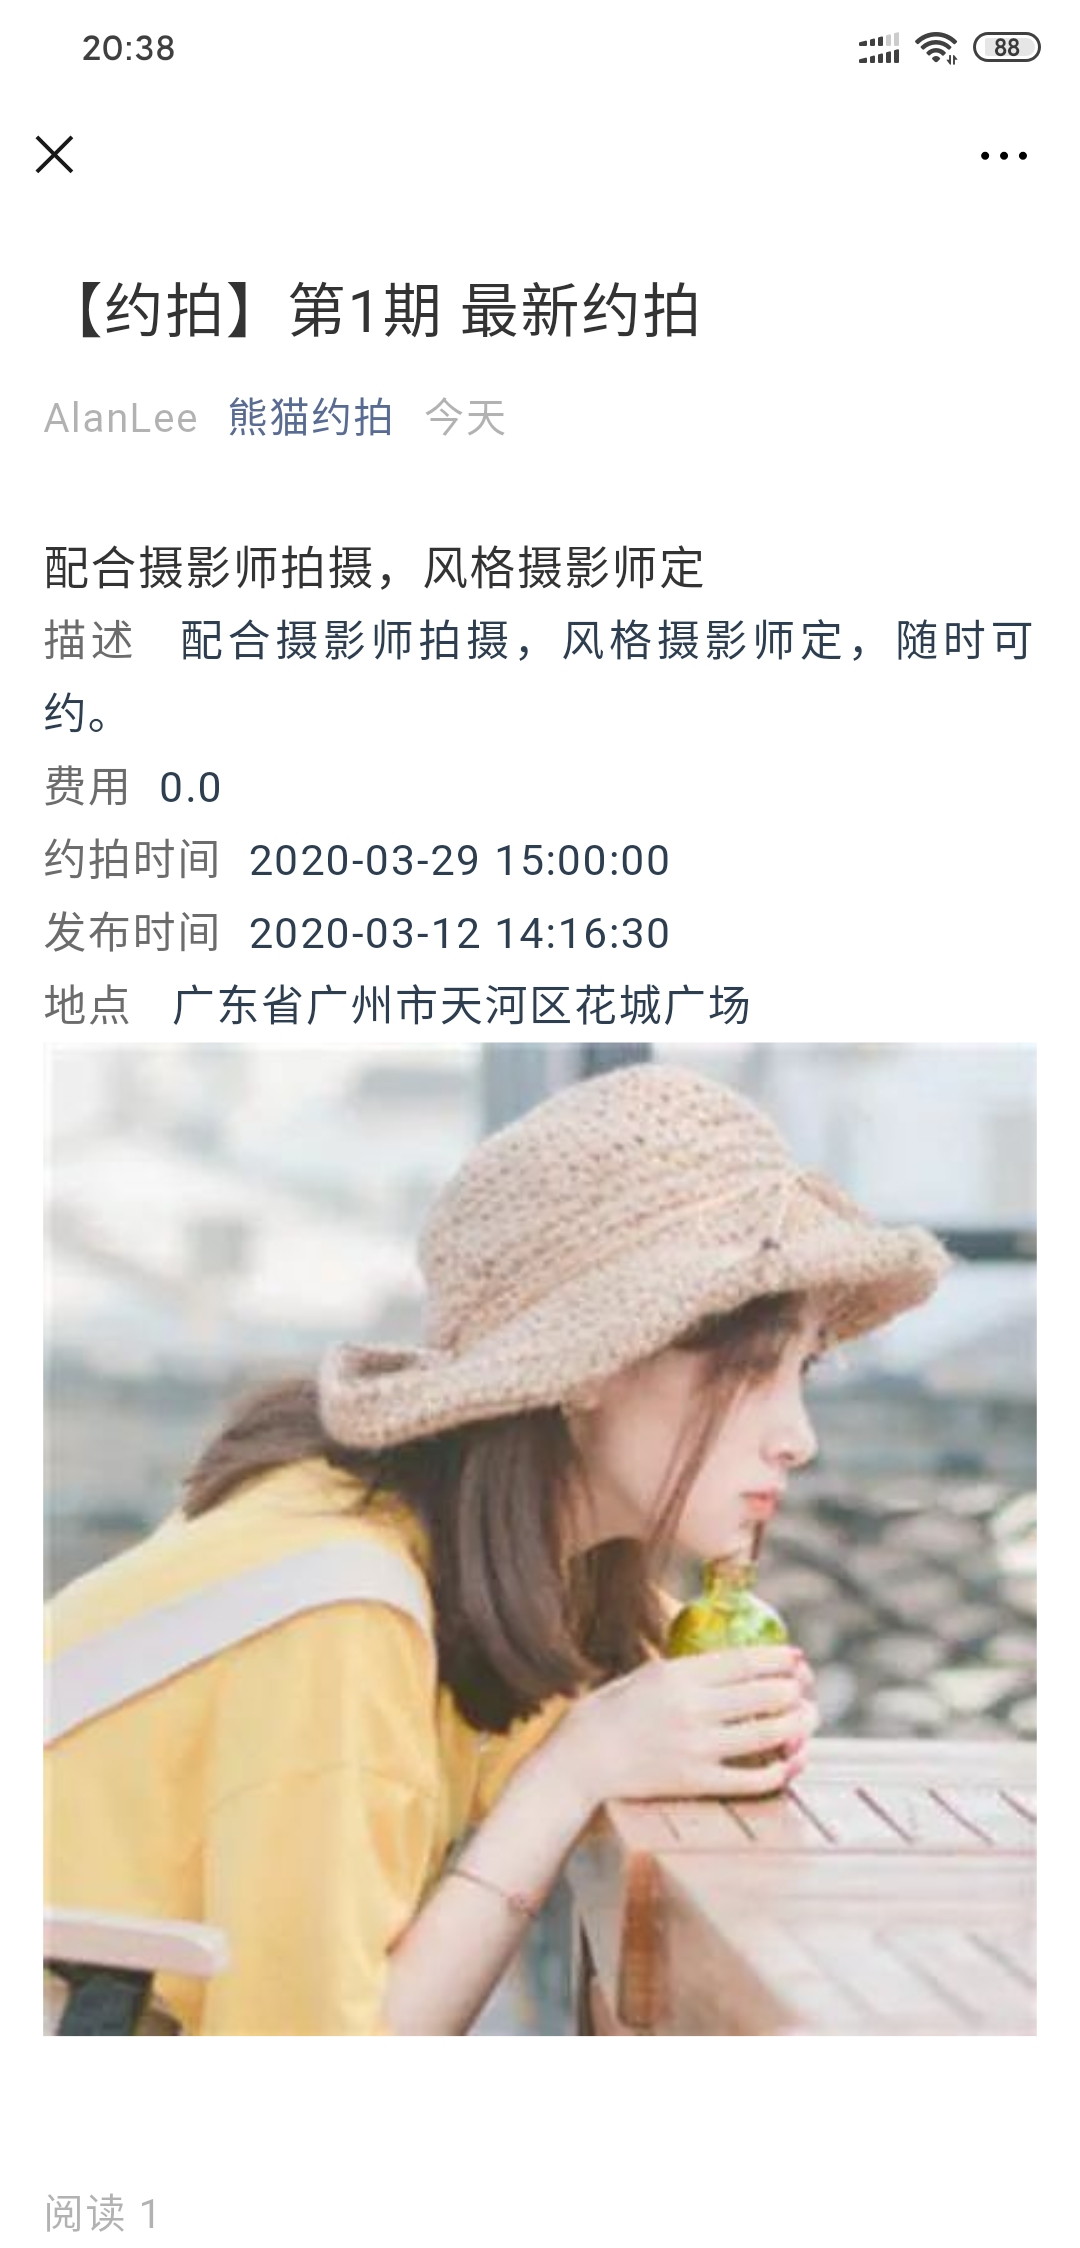 20:38
88
【约拍】第1期 最新约拍
AlanLee 熊猫约拍 今天
配合摄影师拍摄，风格摄影师定
描述 配合摄影师拍摄，风格摄影师定，随时可
约。
费用 0.0
约拍时间 2020-03-29 15:00:00
发布时间 2020-03-12 14:16:30
地点 广东省广州市天河区花城广场
阅读 1